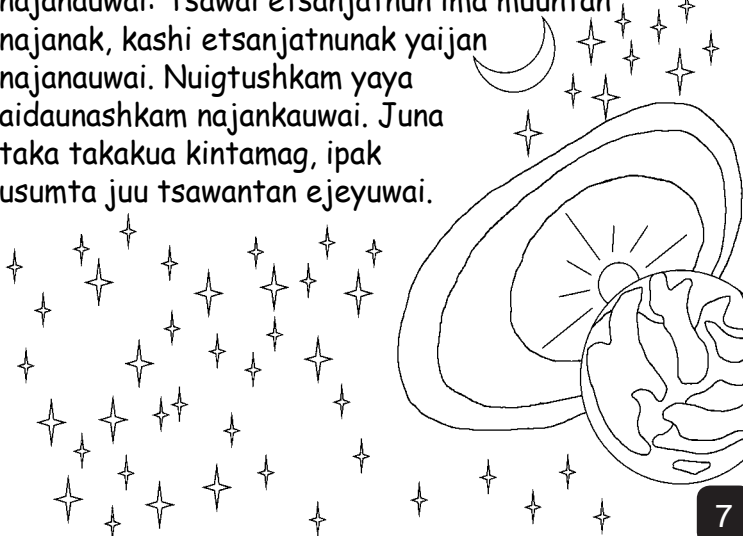 najanauwai: Tsawai etsanjatnun ima muuntan
najanak, kashi etsanjatnunak yaijan
najanauwai. Nuigtushkam yaya
aidaunashkam najankauwai. Juna
taka takakua kintamag, ipak
usumta juu tsawantan ejeyuwai.
7